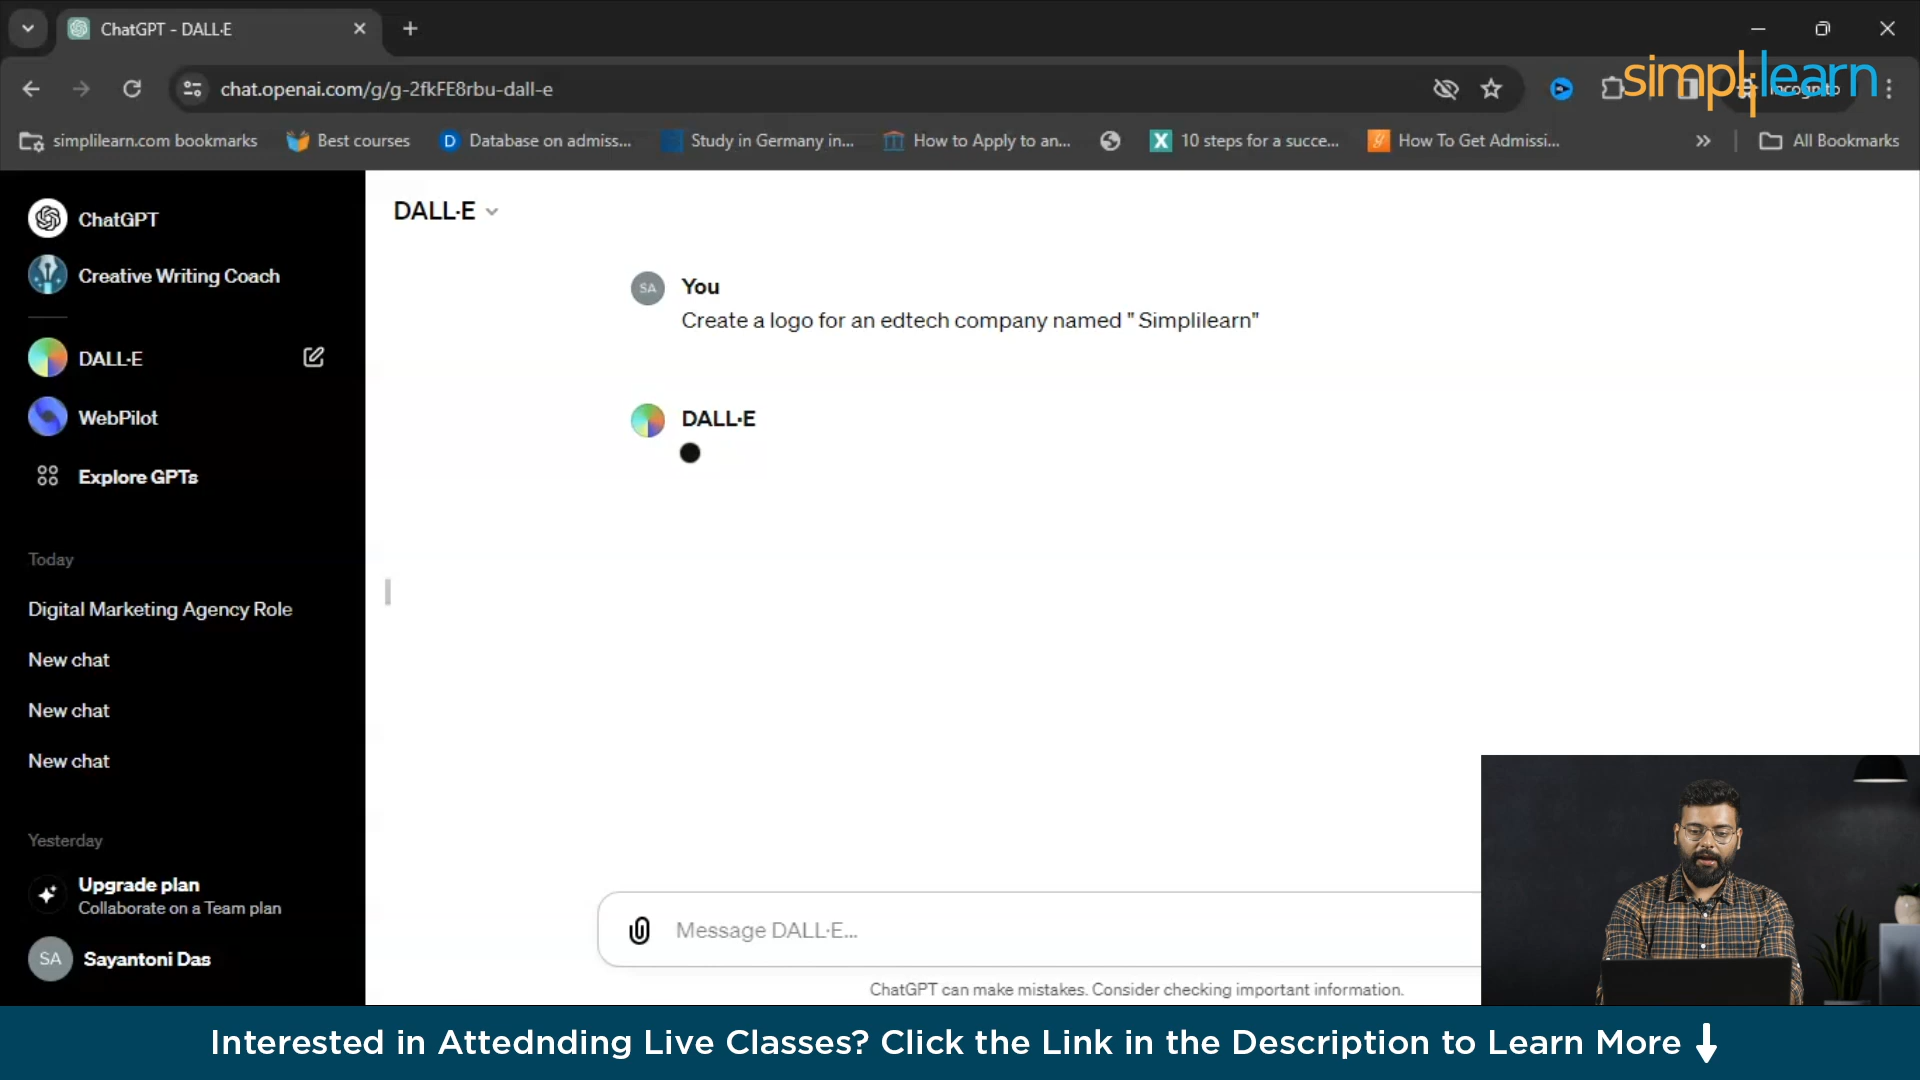 ChatGPT - DALL·E
chat.openai.com/g/g-2fkFE8rbu-dall-e
Incognito
simplilearn
simplilearn.com bookmarks
Best courses
D
Database on admiss...
Study in Germany in...
How to Apply to an...
X
10 steps for a succe...
y
How To Get Admissi...
All Bookmarks
ChatGPT
Creative Writing Coach
DALL·E
WebPilot
Explore GPTs
Today
Digital Marketing Agency Role
New chat
New chat
New chat
Yesterday
Upgrade plan
Collaborate on a Team plan
SA
Sayantoni Das
DALL·E
SA
You
Create a logo for an edtech company named " Simplilearn"
DALL·E
Message DALL·E...
ChatGPT can make mistakes. Consider checking important information.
Interested in Attednding Live Classes? Click the Link in the Description to Learn More